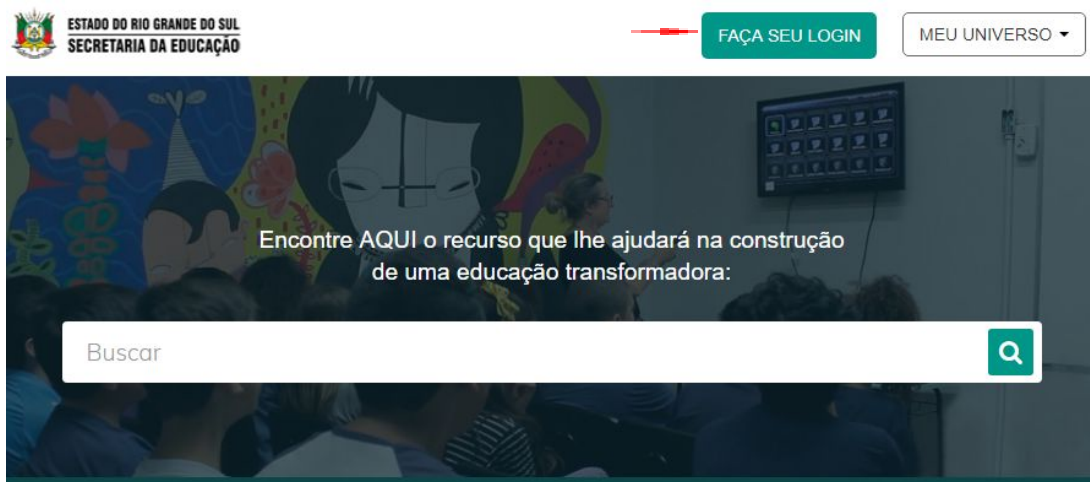 ESTADO DO RIO GRANDE DO SUL
SECRETARIA DA EDUCAÇÃO
FAÇA SEU LOGIN
MEU UNIVERSO
Encontre AQUI o recurso que lhe ajudará na construção
de uma educação transformadora:
Buscar